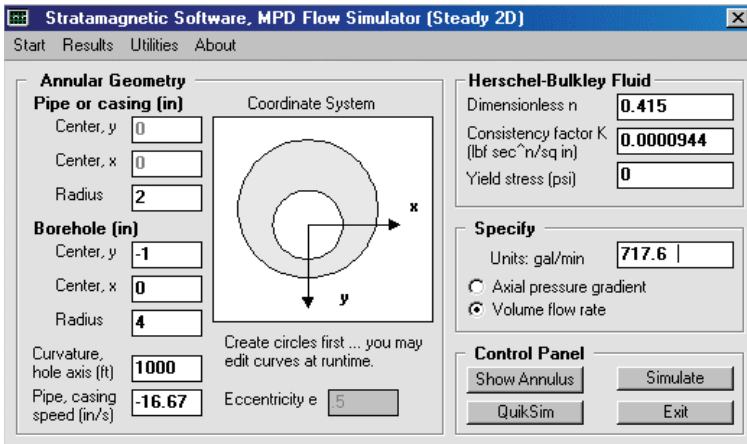 Stratamagnetic Software, MPD Flow Simulator (Steady 2D)
Start Results Utilities About
Annular Geometry
Pipe or casing (in)
Center, y 0
Center, x 0
Radius 2
Borehole (in)
Center, y -1
Center, x 0
Radius 4
Curvature,
hole axis (ft) 1000
Pipe, casing
speed (in/s) -16.67
Coordinate System
x
y
Create circles first ... you may
edit curves at runtime.
Eccentricity e .5
Herschel-Bulkley Fluid
Dimensionless n 0.415
Consistency factor K
(lbf sec^n/sq in) 0.0000944
Yield stress (psi) 0
Specify
Units: gal/min 717.6
Axial pressure gradient
Volume flow rate
Control Panel
Show Annulus Simulate
QuikSim Exit